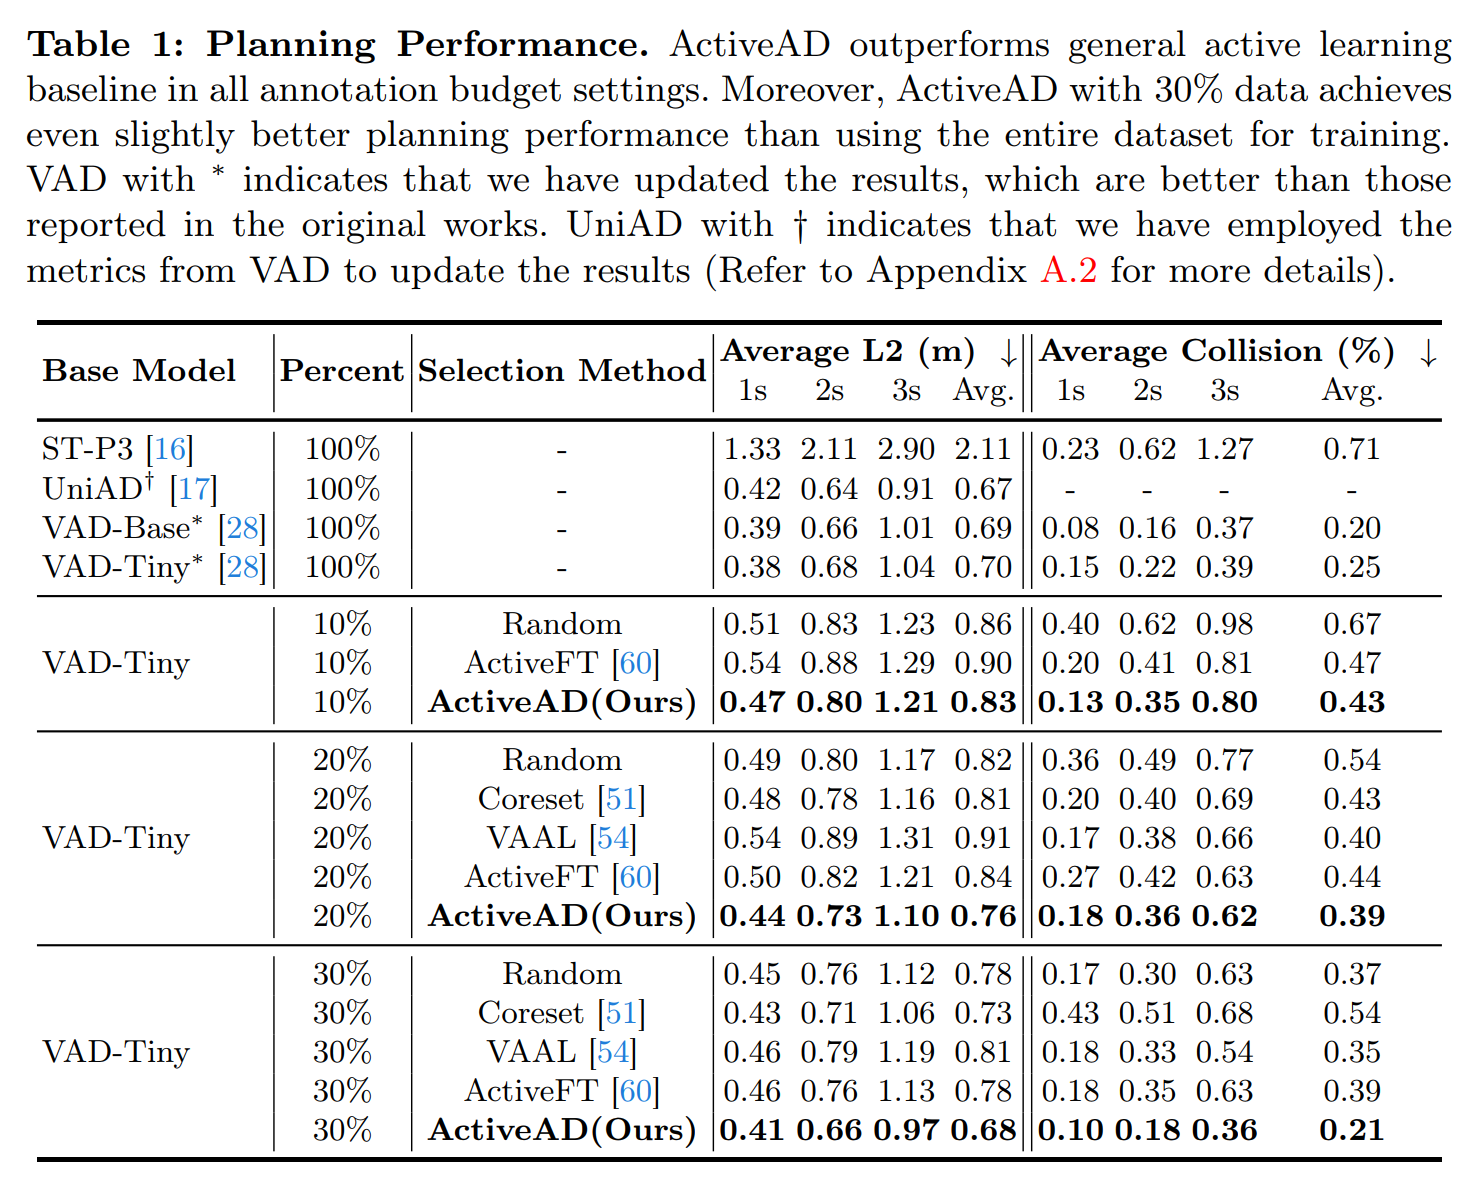 Table 1: Planning Performance. ActiveAD outperforms general active learning
baseline in all annotation budget settings. Moreover, ActiveAD with 30% data achieves
even slightly better planning performance than using the entire dataset for training.
VAD with * indicates that we have updated the results, which are better than those
reported in the original works. UniAD with † indicates that we have employed the
metrics from VAD to update the results (Refer to Appendix A.2 for more details).
Base Model Percent Selection Method Average L2 (m) ↓ Average Collision (%) ↓
1s 2s 3s Avg. 1s 2s 3s Avg.
ST-P3 [16] 100% - 1.33 2.11 2.90 2.11 0.23 0.62 1.27 0.71
UniAD† [17] 100% - 0.42 0.64 0.91 0.67 - - - -
VAD-Base* [28] 100% - 0.39 0.66 1.01 0.69 0.08 0.16 0.37 0.20
VAD-Tiny* [28] 100% - 0.38 0.68 1.04 0.70 0.15 0.22 0.39 0.25
10% Random 0.51 0.83 1.23 0.86 0.40 0.62 0.98 0.67
VAD-Tiny 10% ActiveFT [60] 0.54 0.88 1.29 0.90 0.20 0.41 0.81 0.47
10% ActiveAD(Ours) 0.47 0.80 1.21 0.83 0.13 0.35 0.80 0.43
20% Random 0.49 0.80 1.17 0.82 0.36 0.49 0.77 0.54
20% Coreset [51] 0.48 0.78 1.16 0.81 0.20 0.40 0.69 0.43
VAD-Tiny 20% VAAL [54] 0.54 0.89 1.31 0.91 0.17 0.38 0.66 0.40
20% ActiveFT [60] 0.50 0.82 1.21 0.84 0.27 0.42 0.63 0.44
20% ActiveAD(Ours) 0.44 0.73 1.10 0.76 0.18 0.36 0.62 0.39
30% Random 0.45 0.76 1.12 0.78 0.17 0.30 0.63 0.37
30% Coreset [51] 0.43 0.71 1.06 0.73 0.43 0.51 0.68 0.54
VAD-Tiny 30% VAAL [54] 0.46 0.79 1.19 0.81 0.18 0.33 0.54 0.35
30% ActiveFT [60] 0.46 0.76 1.13 0.78 0.18 0.35 0.63 0.39
30% ActiveAD(Ours) 0.41 0.66 0.97 0.68 0.10 0.18 0.36 0.21